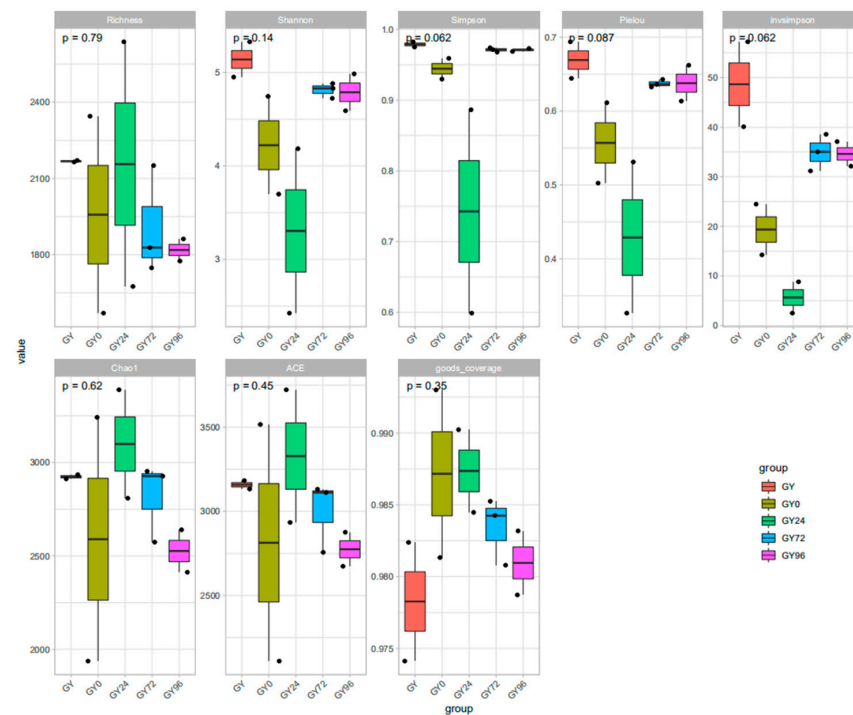 Richness
Shannon
Simpson
Pielou
invsimpson
p = 0.79
p = 0.14
p = 0.062
p = 0.087
p = 0.062
2400
2100
1800
5
4
3
1.0
0.9
0.8
0.7
0.6
0.7
0.6
0.5
0.4
50
40
30
20
10
0
GY
GY0
GY24
GY72
GY96
GY
GY0
GY24
GY72
GY96
GY
GY0
GY24
GY72
GY96
GY
GY0
GY24
GY72
GY96
GY
GY0
GY24
GY72
GY96
value
Chao1
ACE
goods_coverage
p = 0.62
p = 0.45
p = 0.35
3000
2500
2000
3500
3000
2500
0.990
0.985
0.980
0.975
GY
GY0
GY24
GY72
GY96
GY
GY0
GY24
GY72
GY96
GY
GY0
GY24
GY72
GY96
group
group
GY
GY0
GY24
GY72
GY96